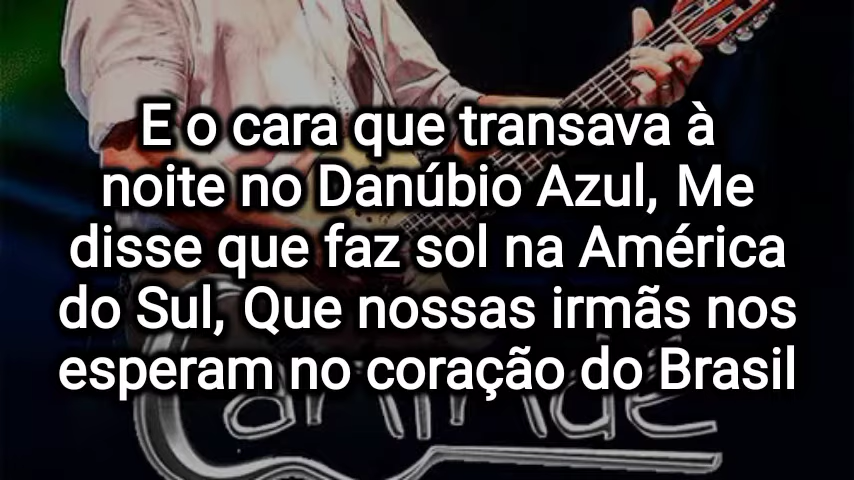 E o cara que transava à
noite no Danúbio Azul, Me
disse que faz sol na América
do Sul, Que nossas irmãs nos
esperam no coração do Brasil